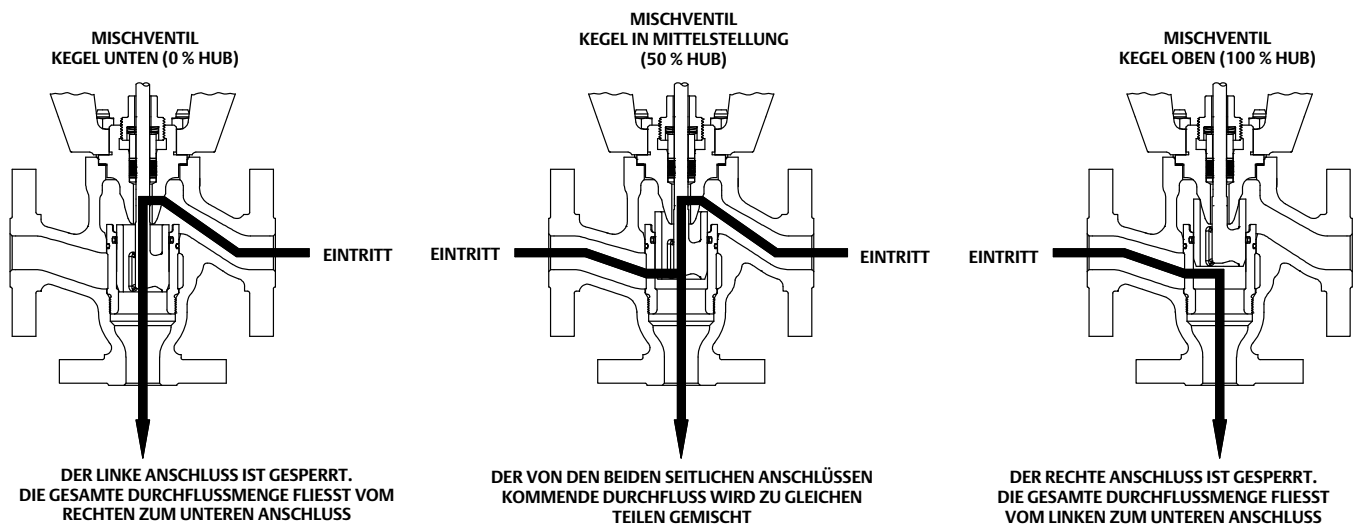 MISCHVENTIL
KEGEL UNTEN (0 % HUB)
MISCHVENTIL
KEGEL IN MITTELSTELLUNG
(50 % HUB)
MISCHVENTIL
KEGEL OBEN (100 % HUB)
EINTRITT
EINTRITT
EINTRITT
EINTRITT
DER LINKE ANSCHLUSS IST GESPERRT.
DIE GESAMTE DURCHFLUSSMENGE FLIESST VOM
RECHTEN ZUM UNTEREN ANSCHLUSS
DER VON DEN BEIDEN SEITLICHEN ANSCHLÜSSEN
KOMMENDE DURCHFLUSS WIRD ZU GLEICHEN
TEILEN GEMISCHT
DER RECHTE ANSCHLUSS IST GESPERRT.
DIE GESAMTE DURCHFLUSSMENGE FLIESST
VOM LINKEN ZUM UNTEREN ANSCHLUSS